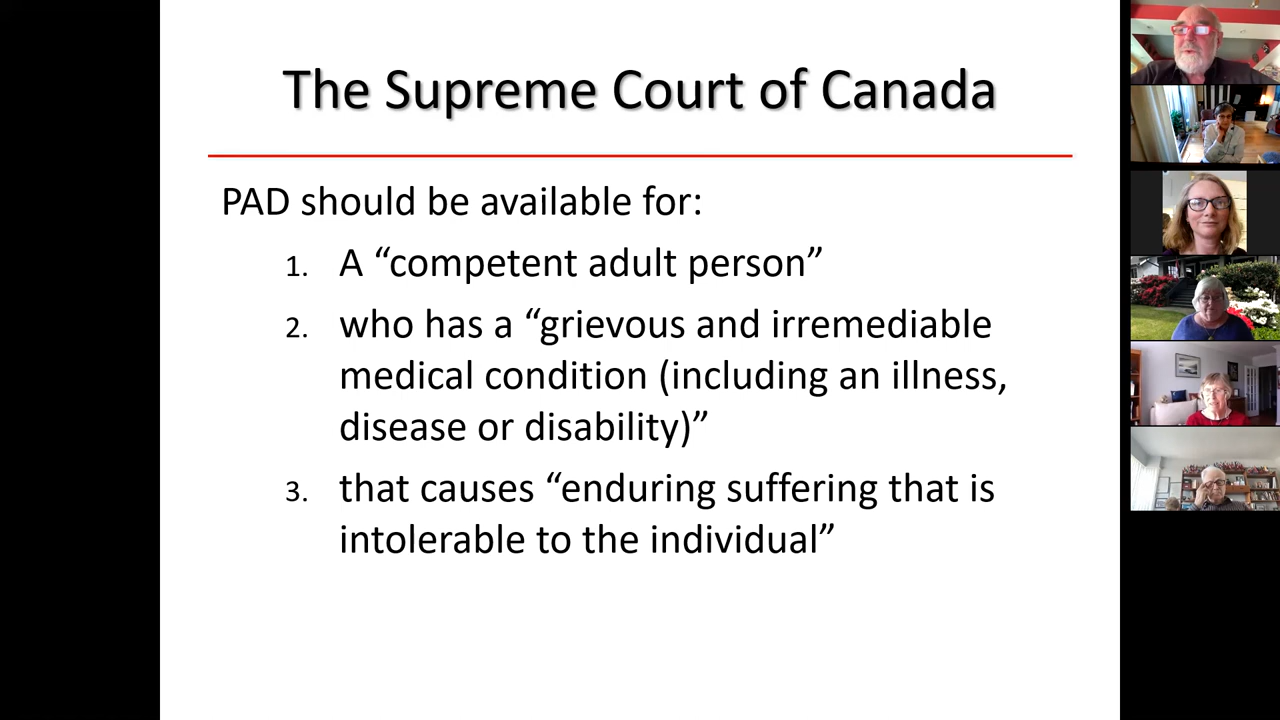 The Supreme Court of Canada
PAD should be available for:
1. A “competent adult person”
2. who has a “grievous and irremediable
medical condition (including an illness,
disease or disability)”
3. that causes “enduring suffering that is
intolerable to the individual”